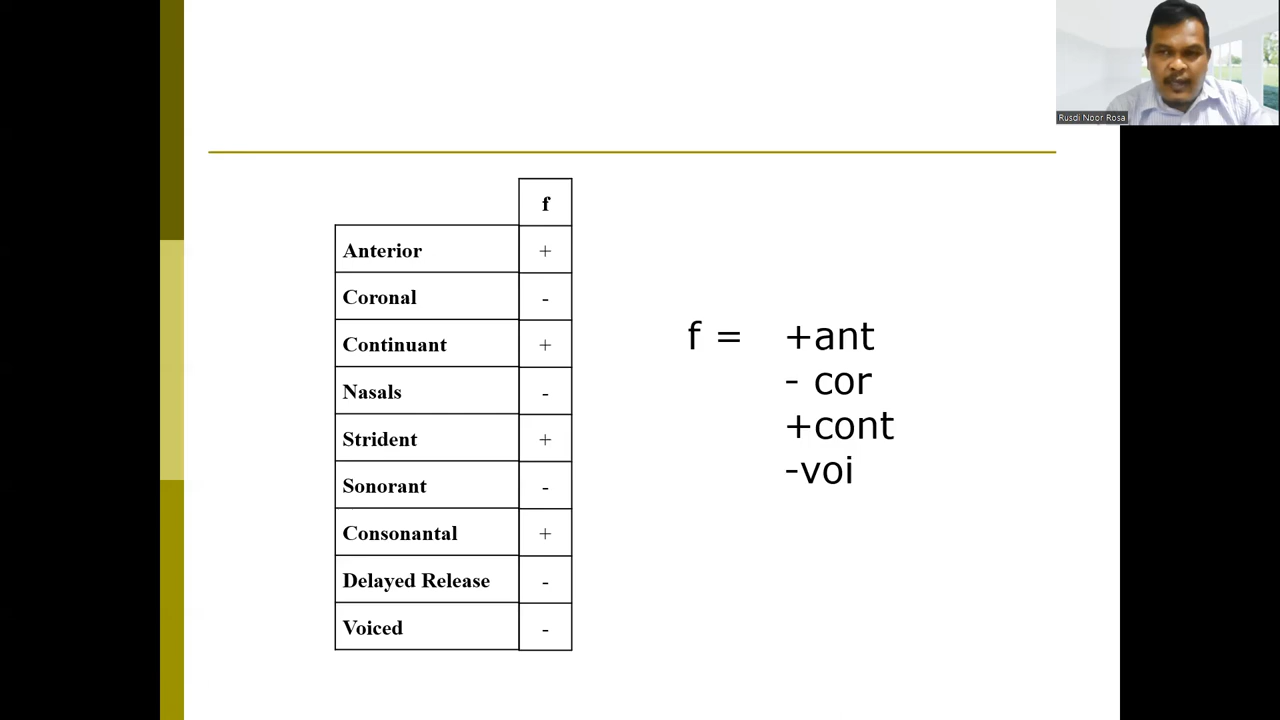 Rusdi Noor Rosa
f
Anterior +
Coronal -
Continuant +
Nasals -
Strident +
Sonorant -
Consonantal +
Delayed Release -
Voiced -
f = +ant
- cor
+cont
-voi